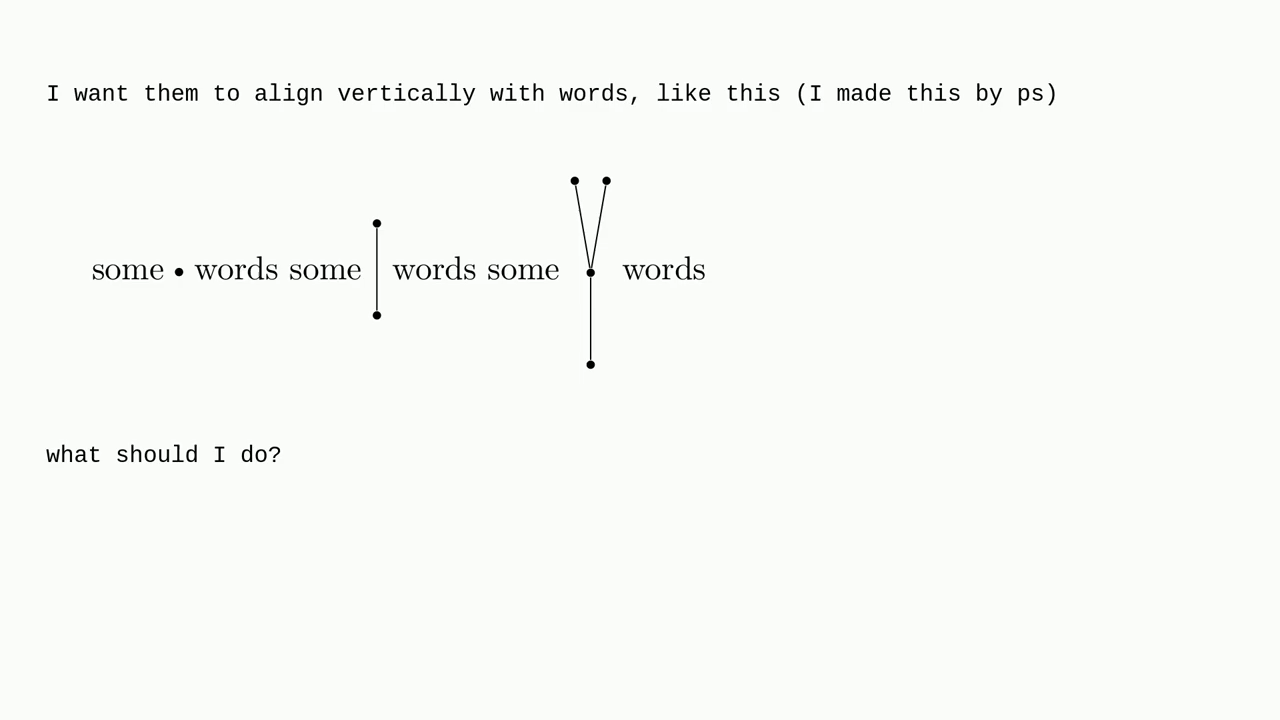 I want them to align vertically with words, like this (I made this by ps)
some • words some words some words
what should I do?